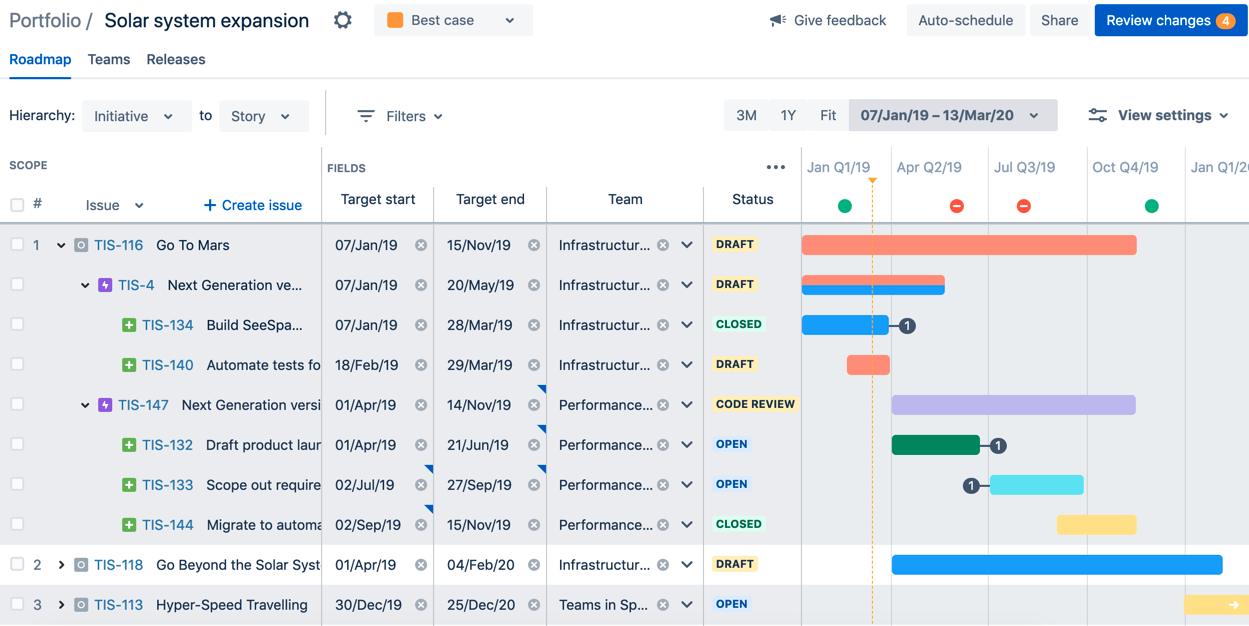 Portfolio / Solar system expansion Best case Give feedback Auto-schedule Share Review changes 4
Roadmap Teams Releases
Hierarchy: Initiative to Story Filters 3M 1Y Fit 07/Jan/19 – 13/Mar/20 View settings
SCOPE FIELDS ••• Jan Q1/19 Apr Q2/19 Jul Q3/19 Oct Q4/19 Jan Q1/20
# Issue + Create issue Target start Target end Team Status
1 TIS-116 Go To Mars 07/Jan/19 15/Nov/19 Infrastructur... DRAFT
TIS-4 Next Generation ve... 07/Jan/19 20/May/19 Infrastructur... DRAFT
TIS-134 Build SeeSpa... 07/Jan/19 28/Mar/19 Infrastructur... CLOSED 1
TIS-140 Automate tests fo 18/Feb/19 29/Mar/19 Infrastructur... DRAFT
TIS-147 Next Generation versi 01/Apr/19 14/Nov/19 Performance... CODE REVIEW
TIS-132 Draft product laur 01/Apr/19 21/Jun/19 Performance... OPEN 1
TIS-133 Scope out require 02/Jul/19 27/Sep/19 Performance... OPEN 1
TIS-144 Migrate to automa 02/Sep/19 15/Nov/19 Performance... CLOSED
2 TIS-118 Go Beyond the Solar Syst 01/Apr/19 04/Feb/20 Infrastructur... DRAFT
3 TIS-113 Hyper-Speed Travelling 30/Dec/19 25/Dec/20 Teams in Sp... OPEN